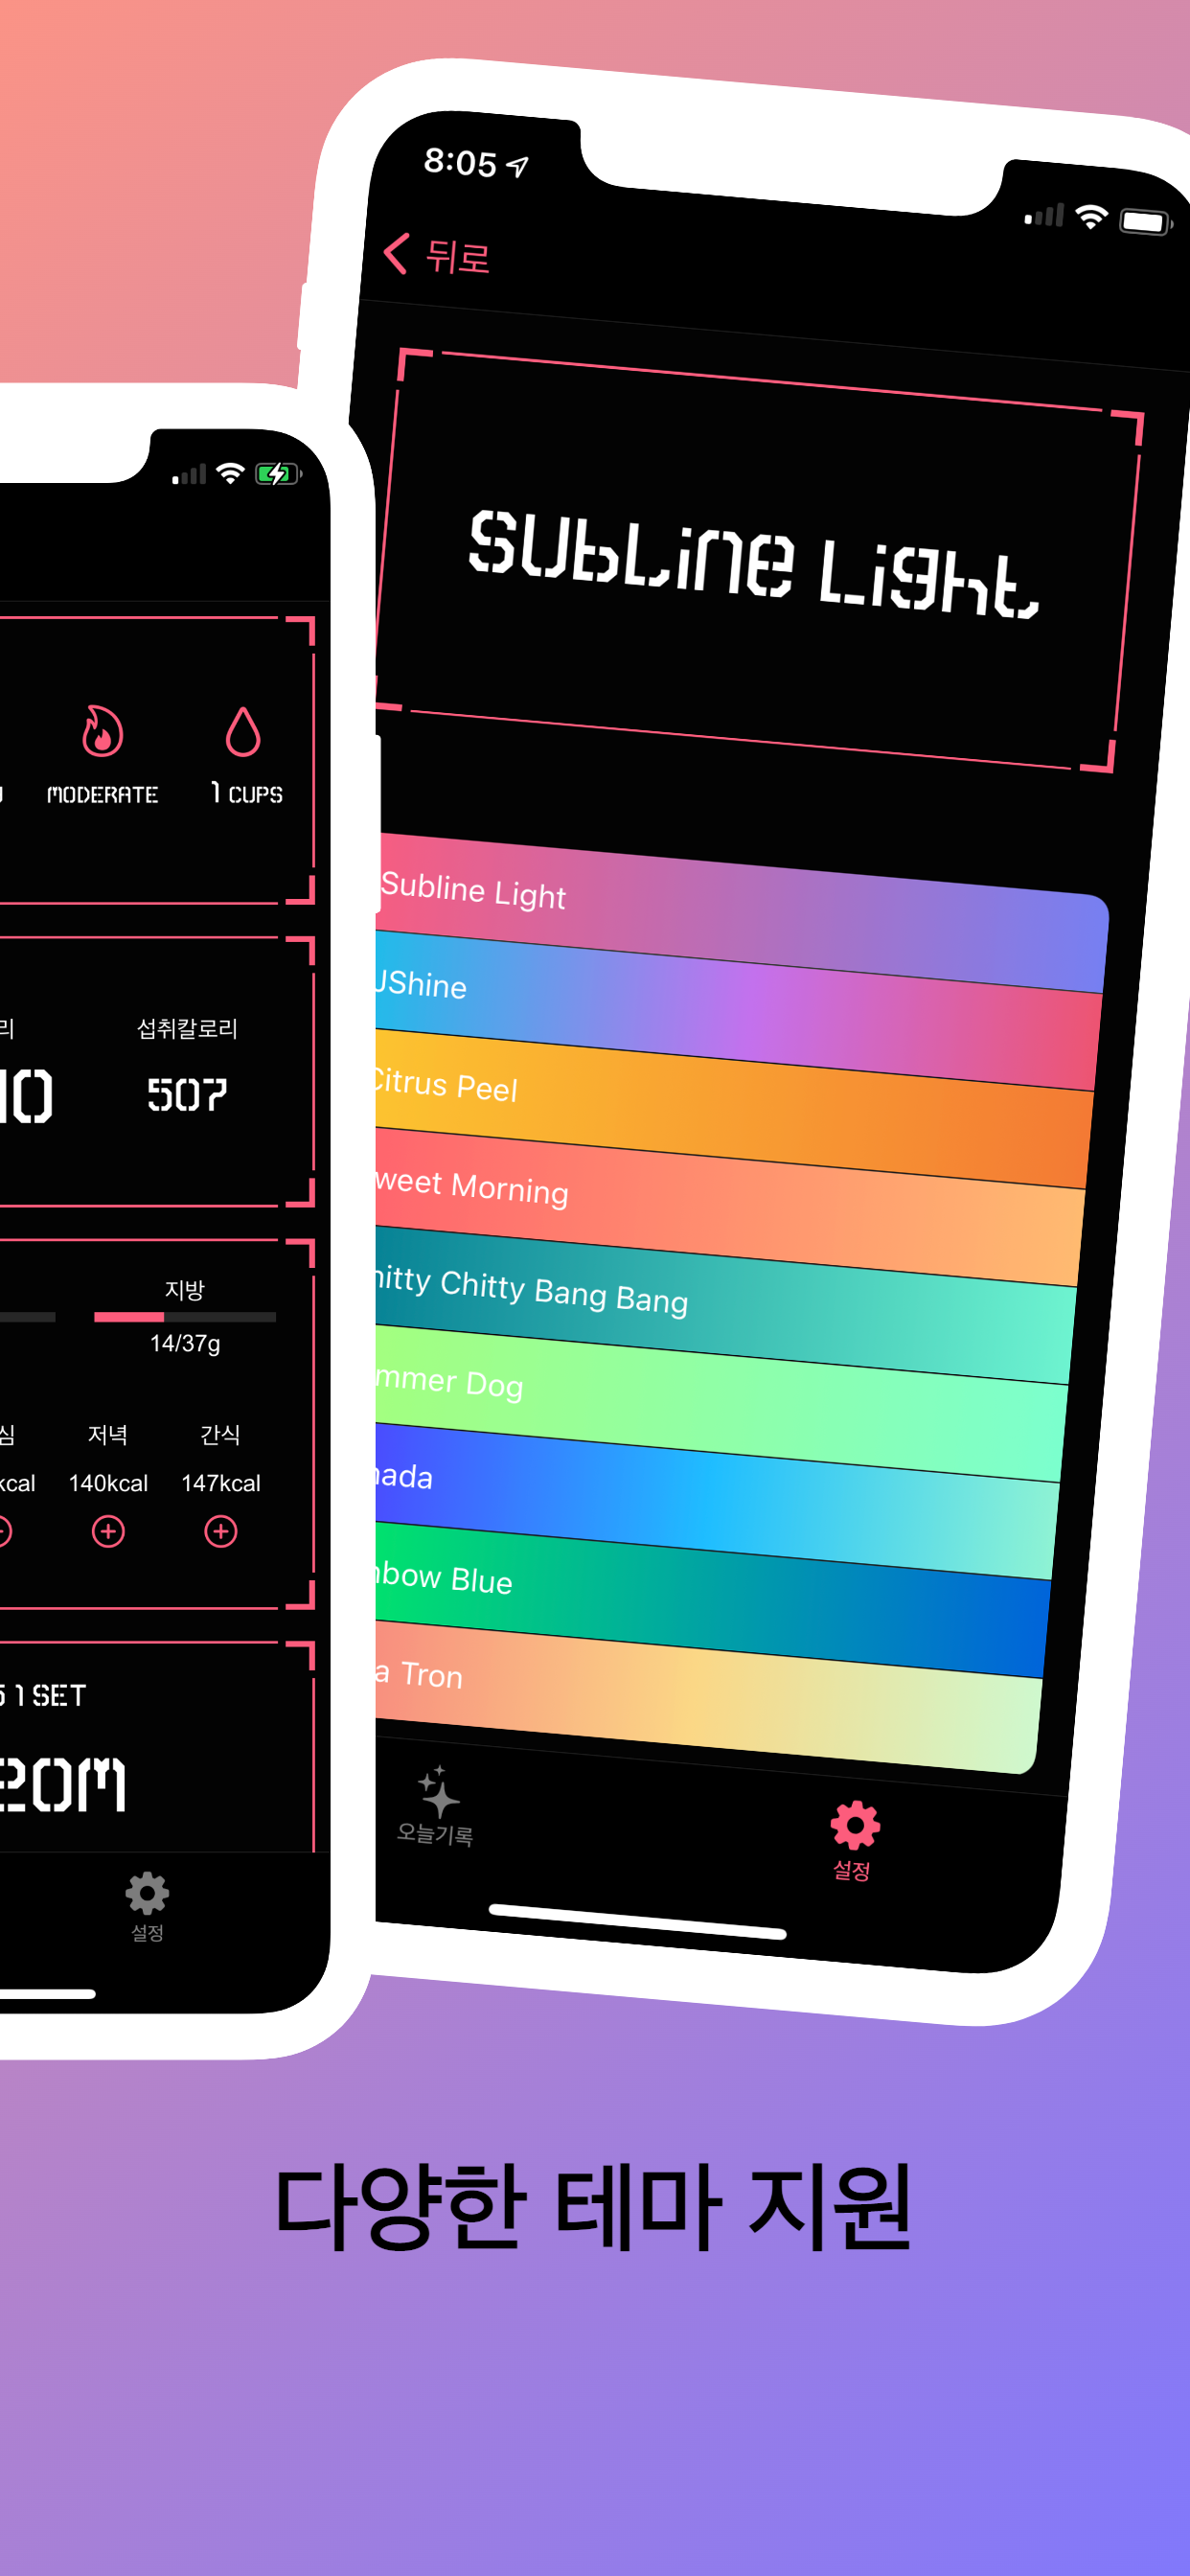 8:05
뒤로
Subline Light
Subline Light
JShine
Citrus Peel
weet Morning
hitty Chitty Bang Bang
mmer Dog
nada
nbow Blue
a Tron
오늘기록
설정
MODERATE
1 CUPS
리
섭취칼로리
10
507
지방
14/37g
심
저녁
간식
kcal
140kcal
147kcal
5 1 SET
20M
설정
다양한 테마 지원